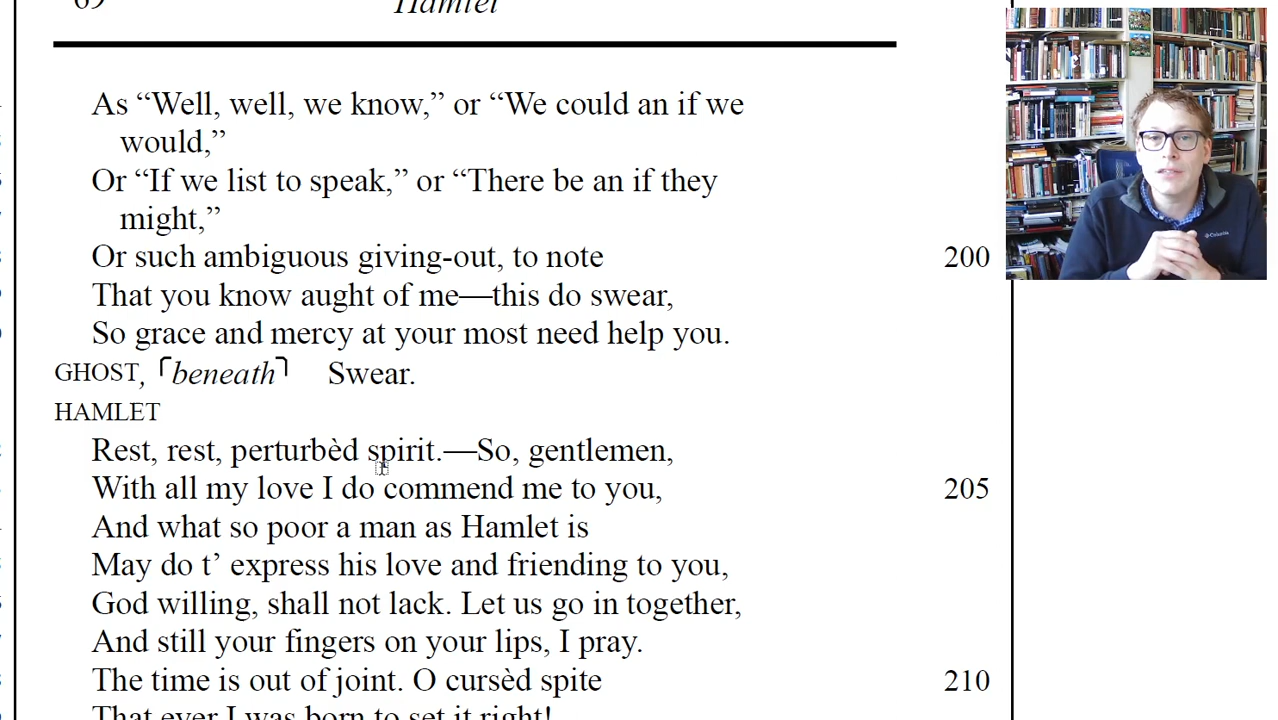 69 Hamlet
As “Well, well, we know,” or “We could an if we
would,”
Or “If we list to speak,” or “There be an if they
might,”
Or such ambiguous giving-out, to note 200
That you know aught of me—this do swear,
So grace and mercy at your most need help you.
GHOST, ⌜beneath⌝ Swear.
HAMLET
Rest, rest, perturbèd spirit.—So, gentlemen,
With all my love I do commend me to you, 205
And what so poor a man as Hamlet is
May do t’ express his love and friending to you,
God willing, shall not lack. Let us go in together,
And still your fingers on your lips, I pray.
The time is out of joint. O cursèd spite 210
That ever I was born to set it right!
Columbia